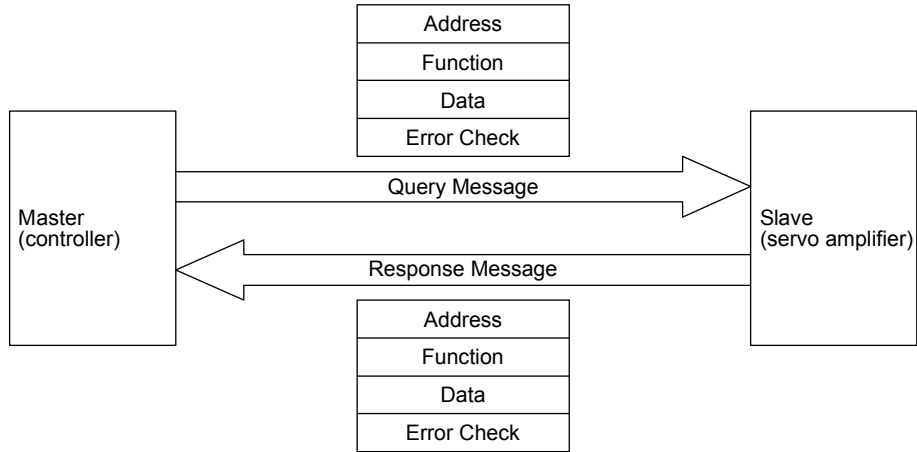 Address
Function
Data
Error Check
Query Message
Master
(controller)
Slave
(servo amplifier)
Response Message
Address
Function
Data
Error Check